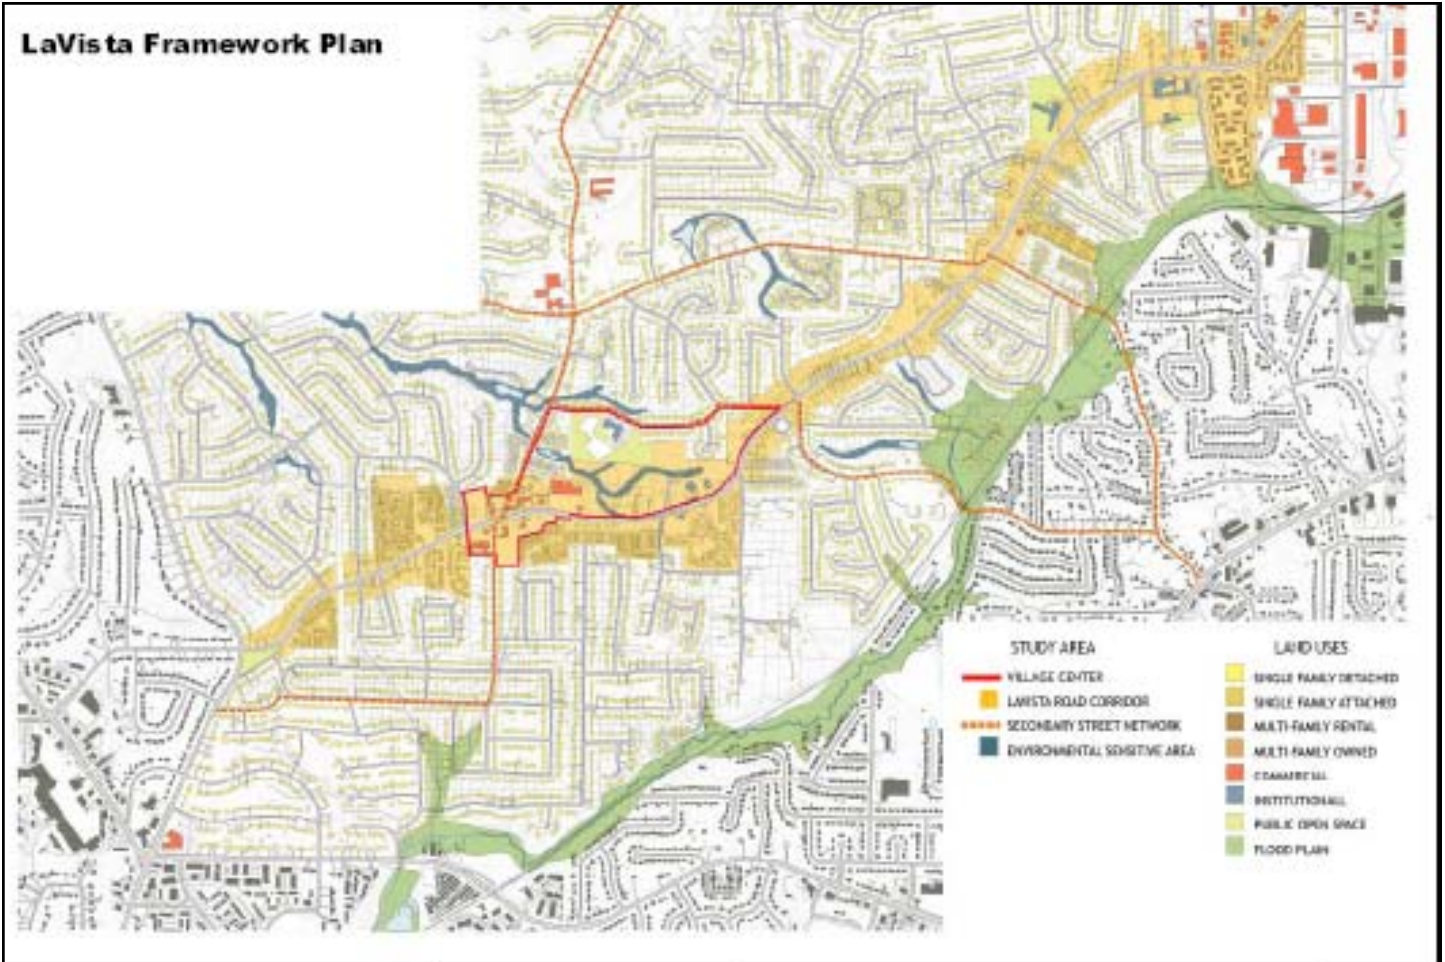 LaVista Framework Plan
STUDY AREA
VILLAGE CENTER
LAVISTA ROAD CORRIDOR
SECONDARY STREET NETWORK
ENVIRONMENTAL SENSITIVE AREA
LAND USES
SINGLE FAMILY DETACHED
SINGLE FAMILY ATTACHED
MULTI-FAMILY RENTAL
MULTI-FAMILY OWNED
COMMERCIAL
INSTITUTIONALL
PUBLIC OPEN SPACE
FLOOD PLAIN